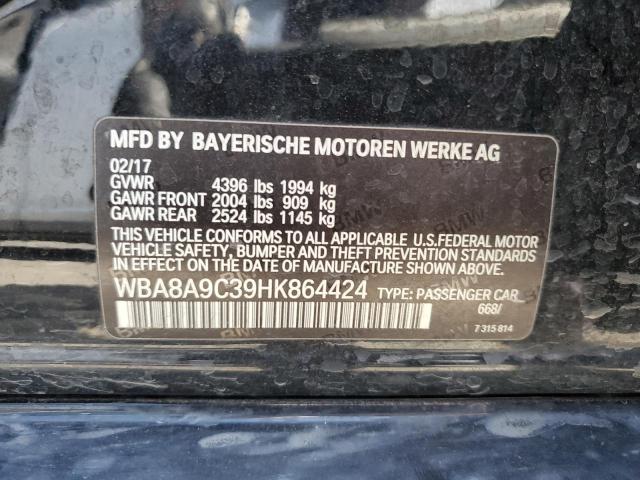 MFD BY BAYERISCHE MOTOREN WERKE AG
02/17
GVWR 4396 lbs 1994 kg
GAWR FRONT 2004 lbs 909 kg
GAWR REAR 2524 lbs 1145 kg
THIS VEHICLE CONFORMS TO ALL APPLICABLE U.S.FEDERAL MOTOR
VEHICLE SAFETY, BUMPER AND THEFT PREVENTION STANDARDS
IN EFFECT ON THE DATE OF MANUFACTURE SHOWN ABOVE.
WBA8A9C39HK864424 TYPE: PASSENGER CAR
668/
7 315 814